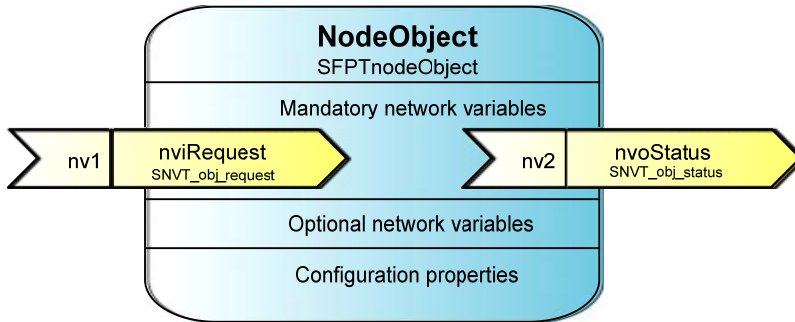 NodeObject
SFPTnodeObject
Mandatory network variables
nv1
nviRequest
SNVT_obj_request
nv2
nvoStatus
SNVT_obj_status
Optional network variables
Configuration properties